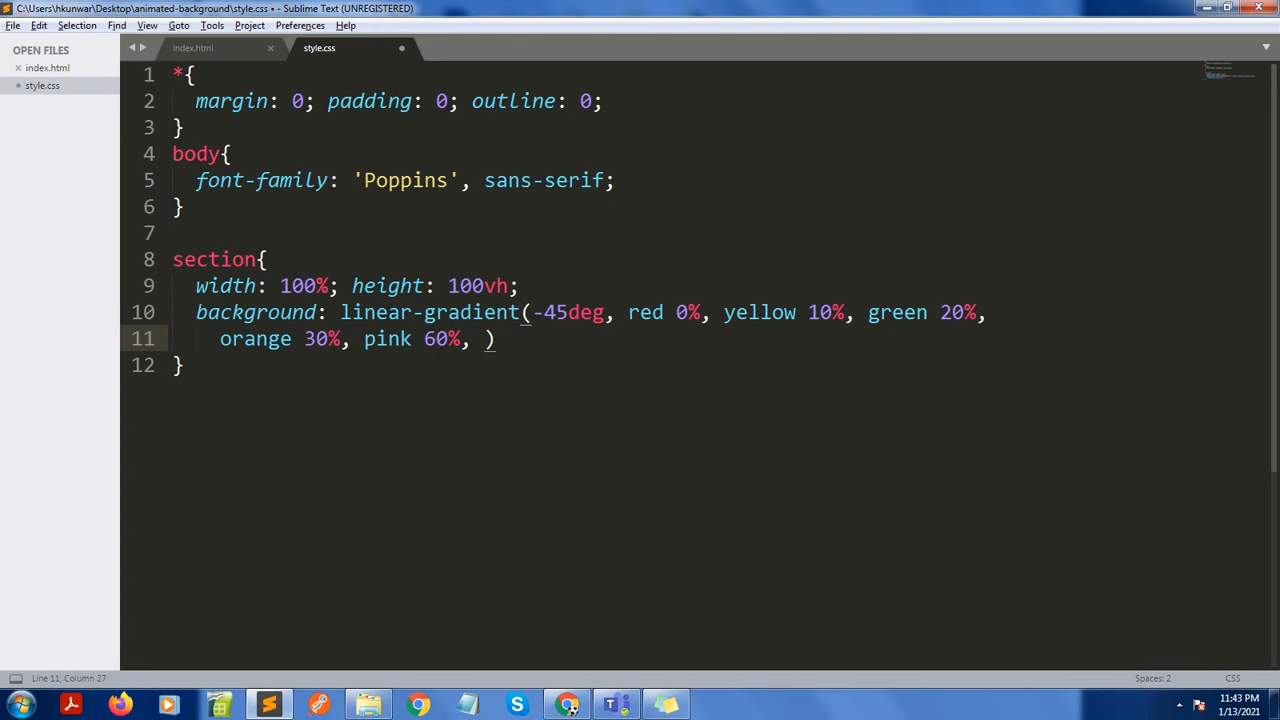 C:\Users\hkunwar\Desktop\animated-background\style.css • - Sublime Text (UNREGISTERED)
File Edit Selection Find View Goto Tools Project Preferences Help
OPEN FILES
index.html
style.css
index.html
style.css
1 *{
2 margin: 0; padding: 0; outline: 0;
3 }
4 body{
5 font-family: 'Poppins', sans-serif;
6 }
7
8 section{
9 width: 100%; height: 100vh;
10 background: linear-gradient(-45deg, red 0%, yellow 10%, green 20%,
11 orange 30%, pink 60%, )
12 }
Line 11, Column 27
Spaces: 2
CSS
11:43 PM
1/13/2021